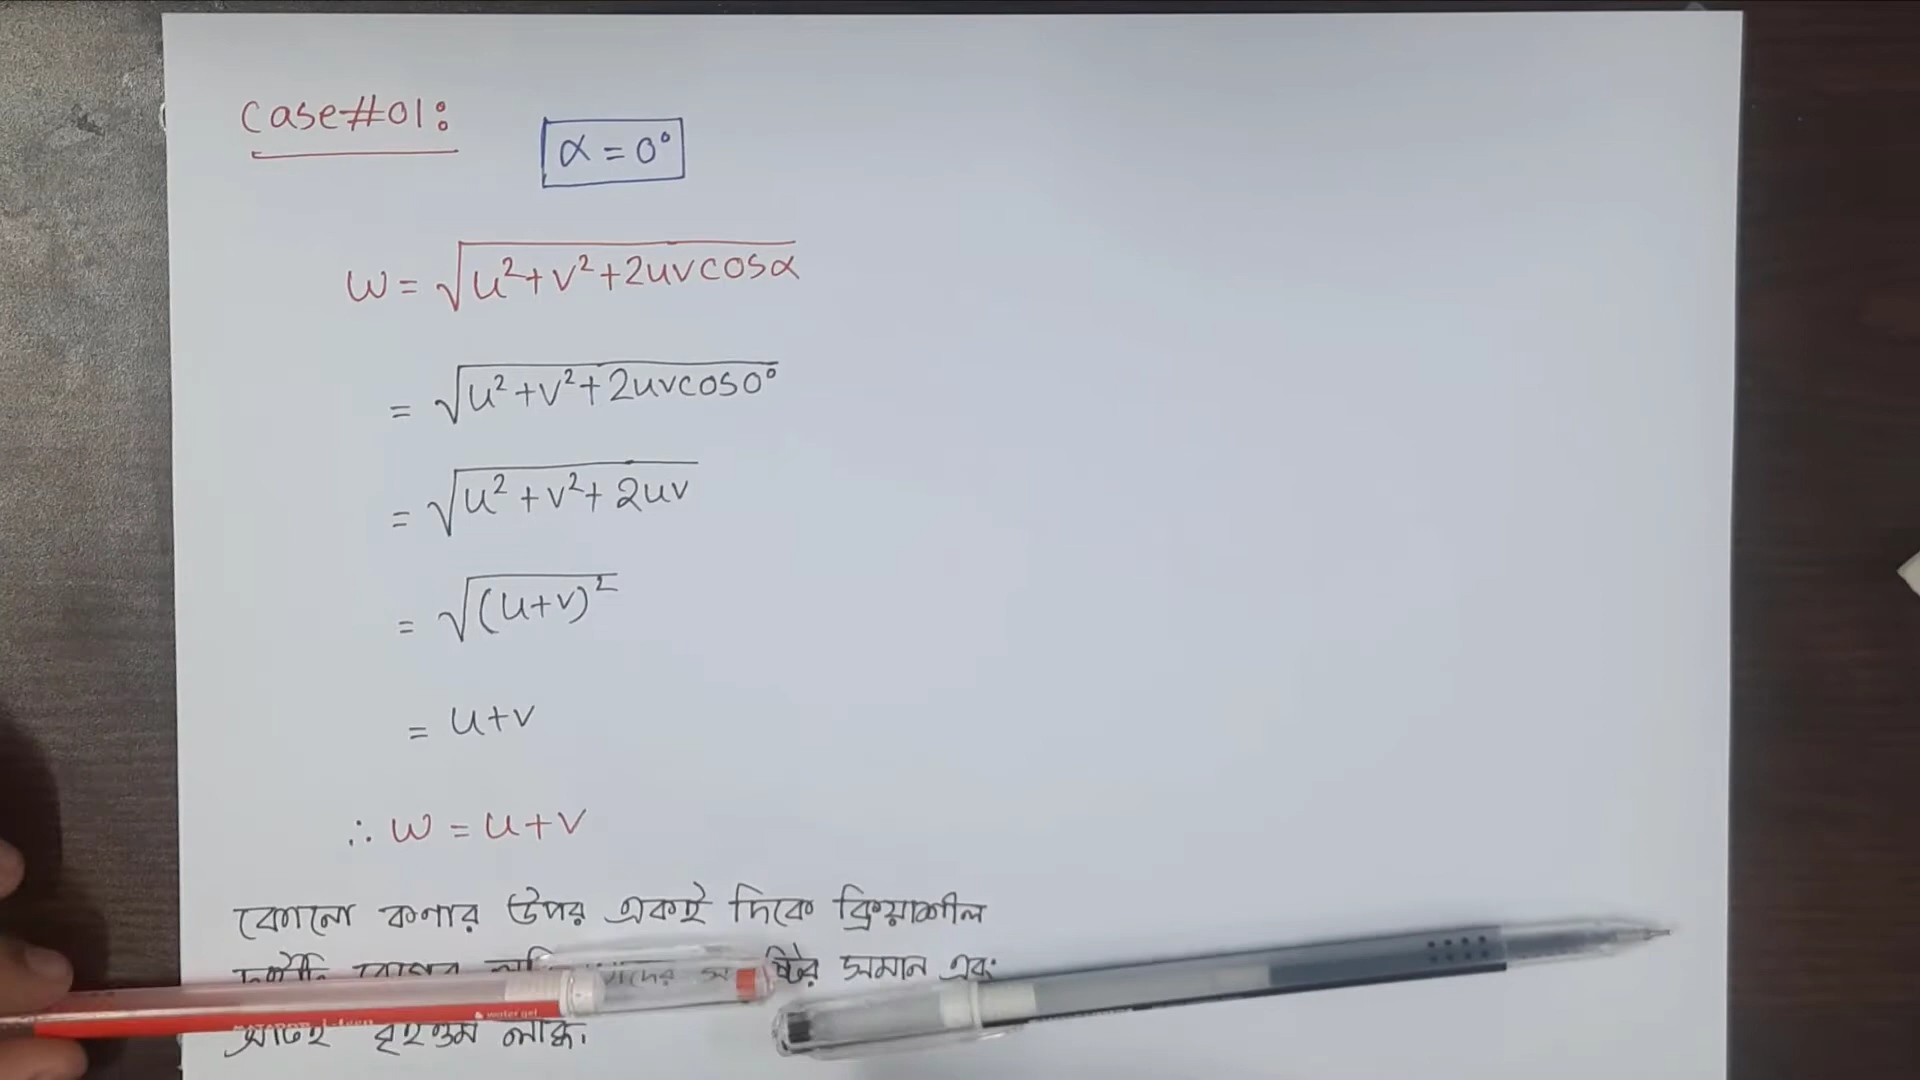 Case#01:
α = 0°
w = √u²+v²+2uvcosα
= √u²+v²+2uvcos0°
= √u²+v²+2uv
= √(u+v)²
= u+v
∴ w = u+v
কোনো কণার উপর একই দিকে ক্রিয়াশীল
সমান এবং
বৃহত্তম লব্ধি।